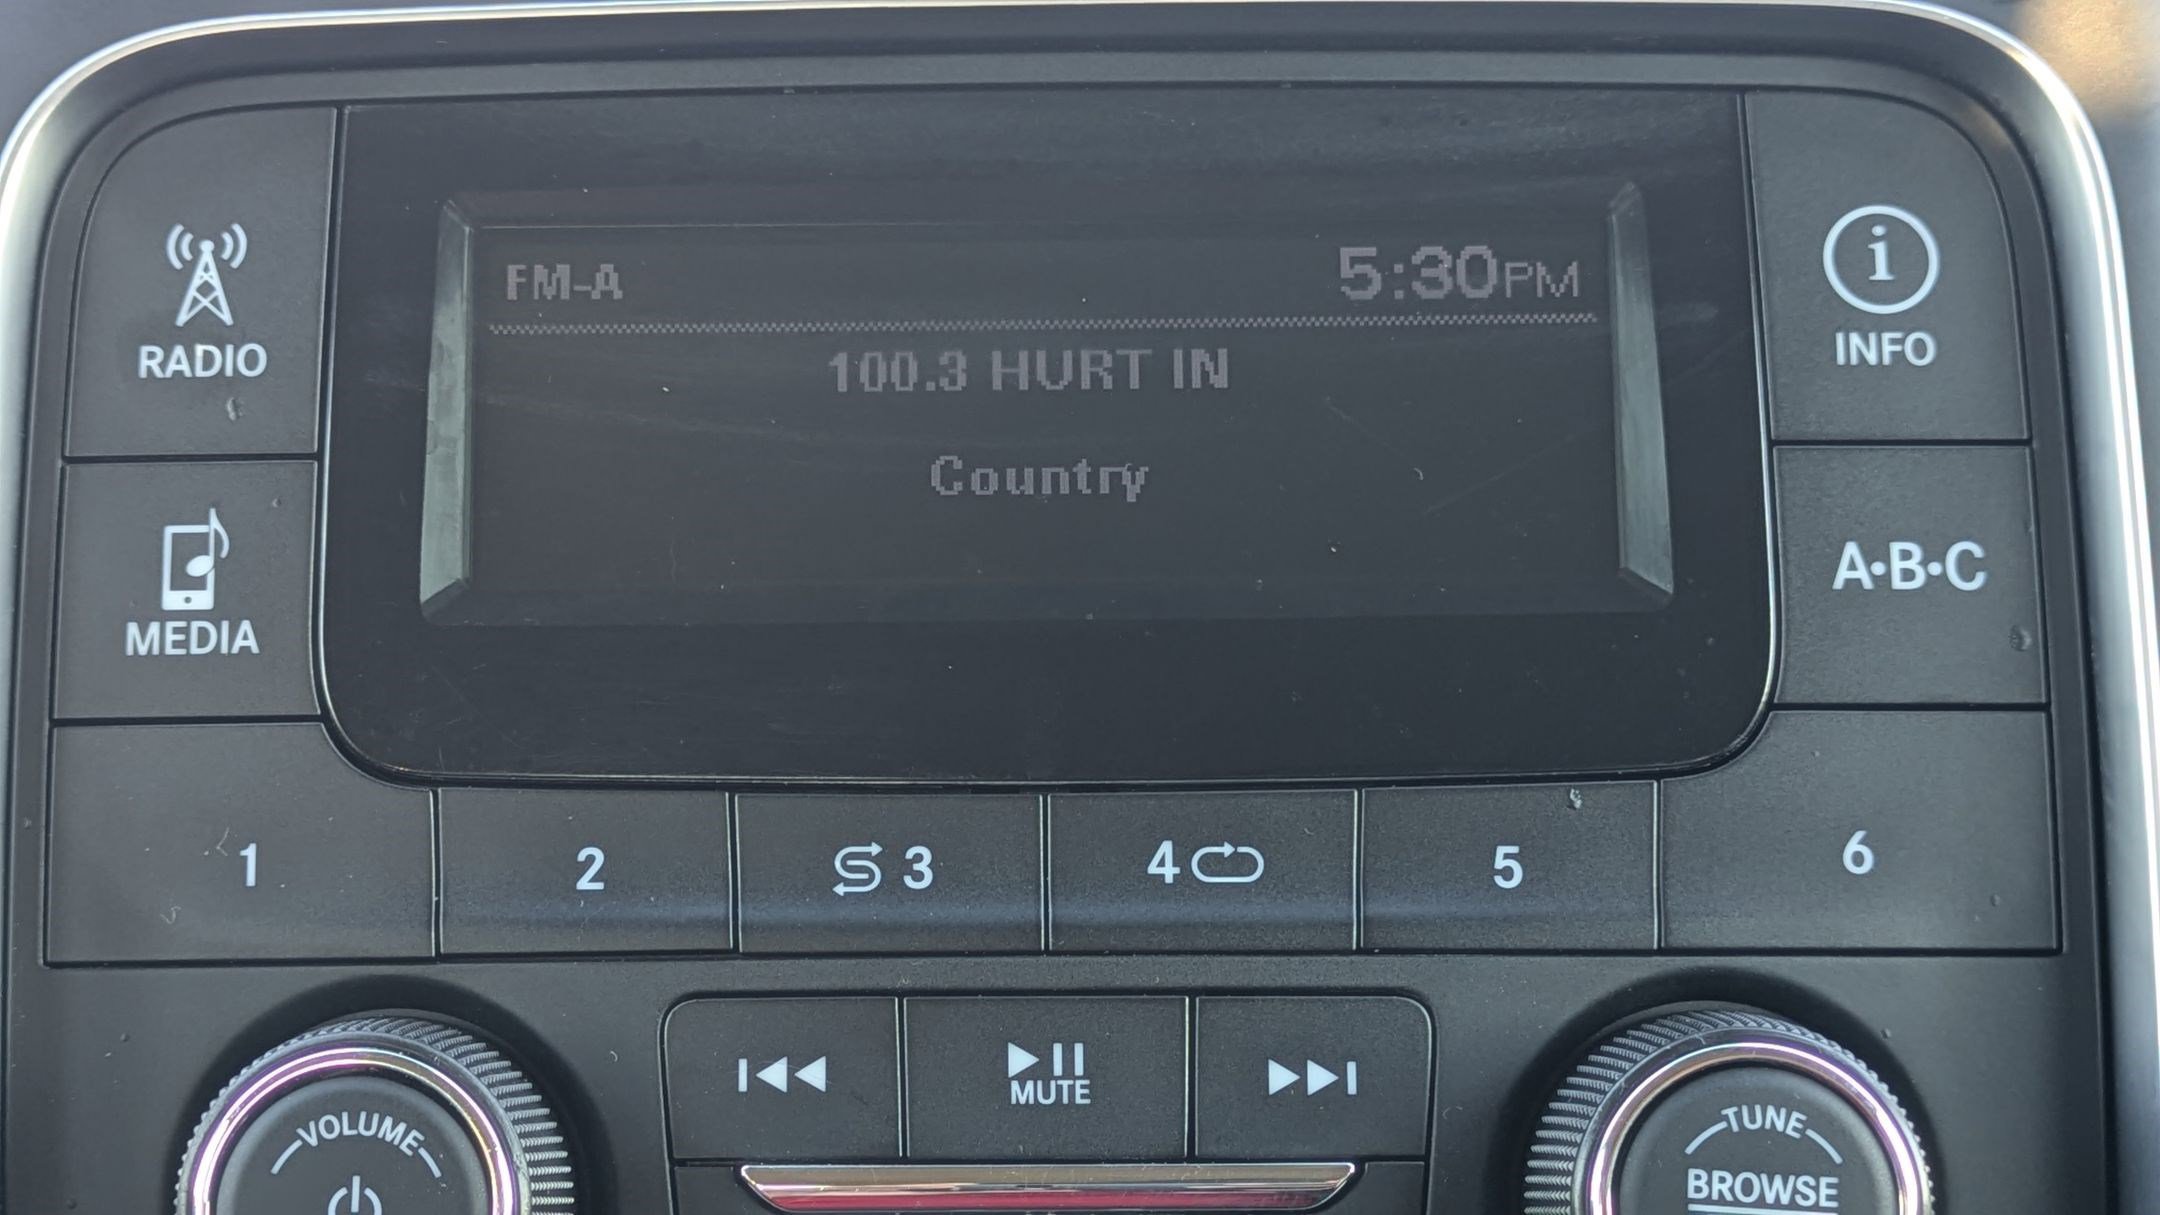 FM-A 5:30PM
100.3 HURT IN
Country
RADIO
MEDIA
i
INFO
A•B•C
1 2 3 4 5 6
MUTE
VOLUME
TUNE
BROWSE